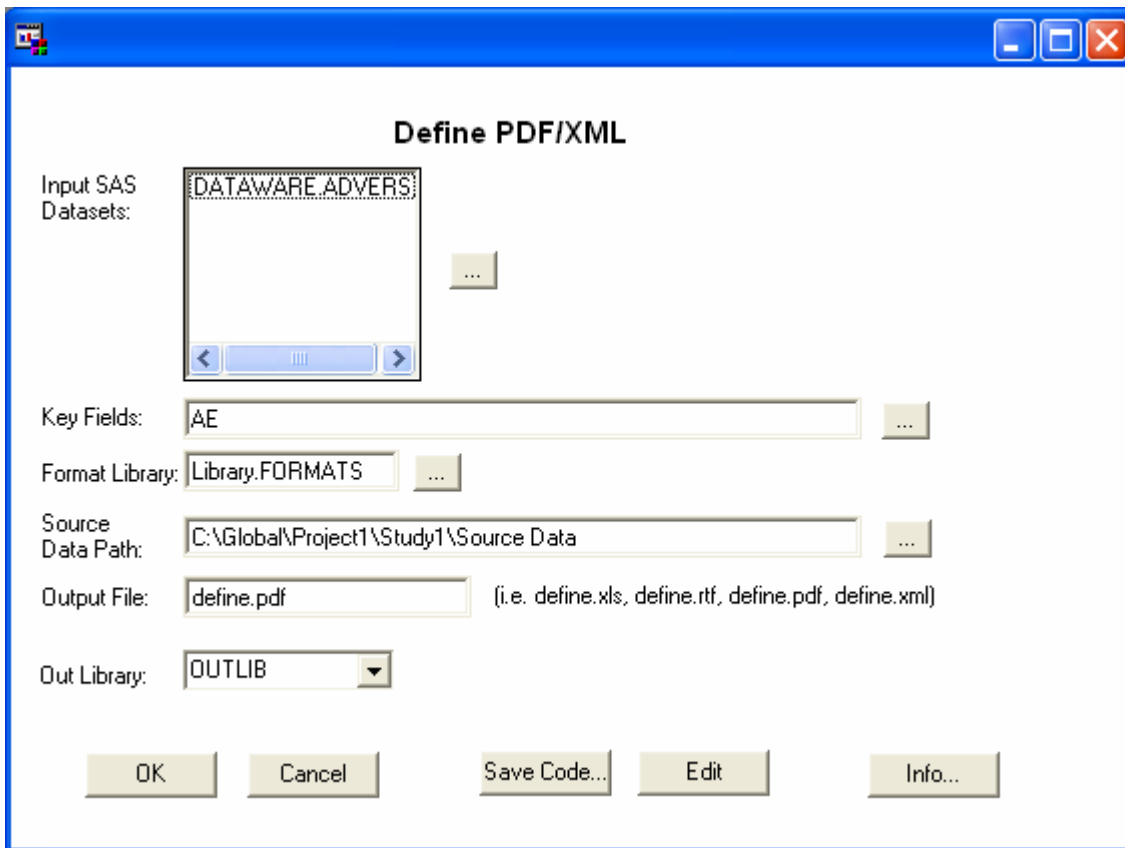 Define PDF/XML
Input SAS
Datasets:
DATAWARE.ADVERS
...
Key Fields:
AE
...
Format Library:
Library.FORMATS
...
Source
Data Path:
C:\Global\Project1\Study1\Source Data
...
Output File:
define.pdf
(i.e. define.xls, define.rtf, define.pdf, define.xml)
Out Library:
OUTLIB
OK
Cancel
Save Code...
Edit
Info...